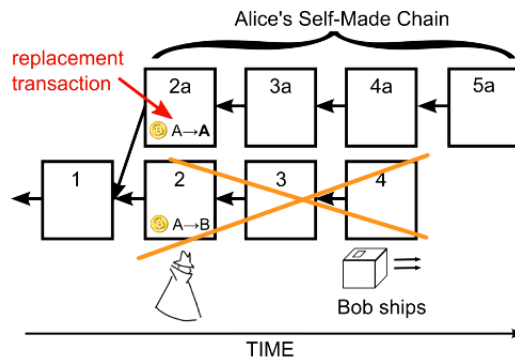 Alice's Self-Made Chain
replacement
transaction
2a
3a
4a
5a
A→A
1
2
3
4
A→B
Bob ships
TIME